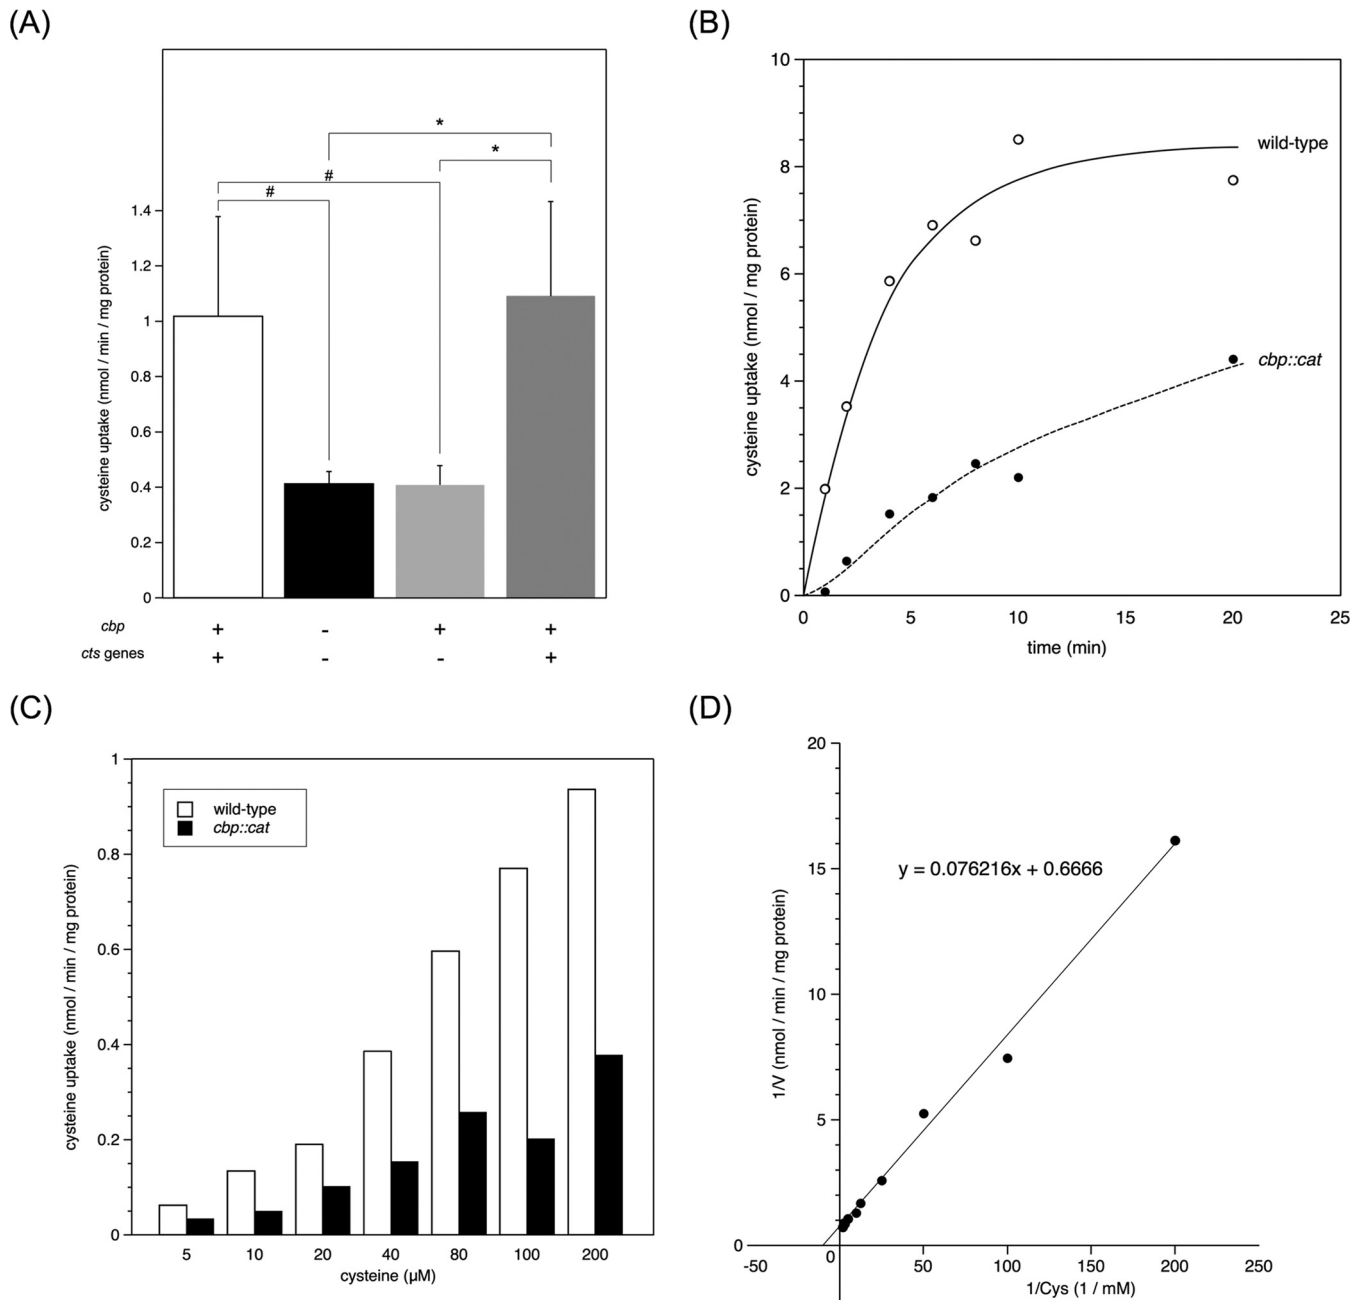 (A)
cysteine uptake (nmol / min / mg protein)
*
*
#
#
1.4
1.2
1
0.8
0.6
0.4
0.2
0
cbp + - + +
cts genes + - - +
(B)
cysteine uptake (nmol / mg protein)
10
8
6
4
2
0
wild-type
cbp::cat
0 5 10 15 20 25
time (min)
(C)
cysteine uptake (nmol / min / mg protein)
1
0.8
0.6
0.4
0.2
0
wild-type
cbp::cat
5 10 20 40 80 100 200
cysteine (μM)
(D)
1/V (nmol / min / mg protein)
20
15
10
5
0
y = 0.076216x + 0.6666
-50 0 50 100 150 200 250
1/Cys (1 / mM)